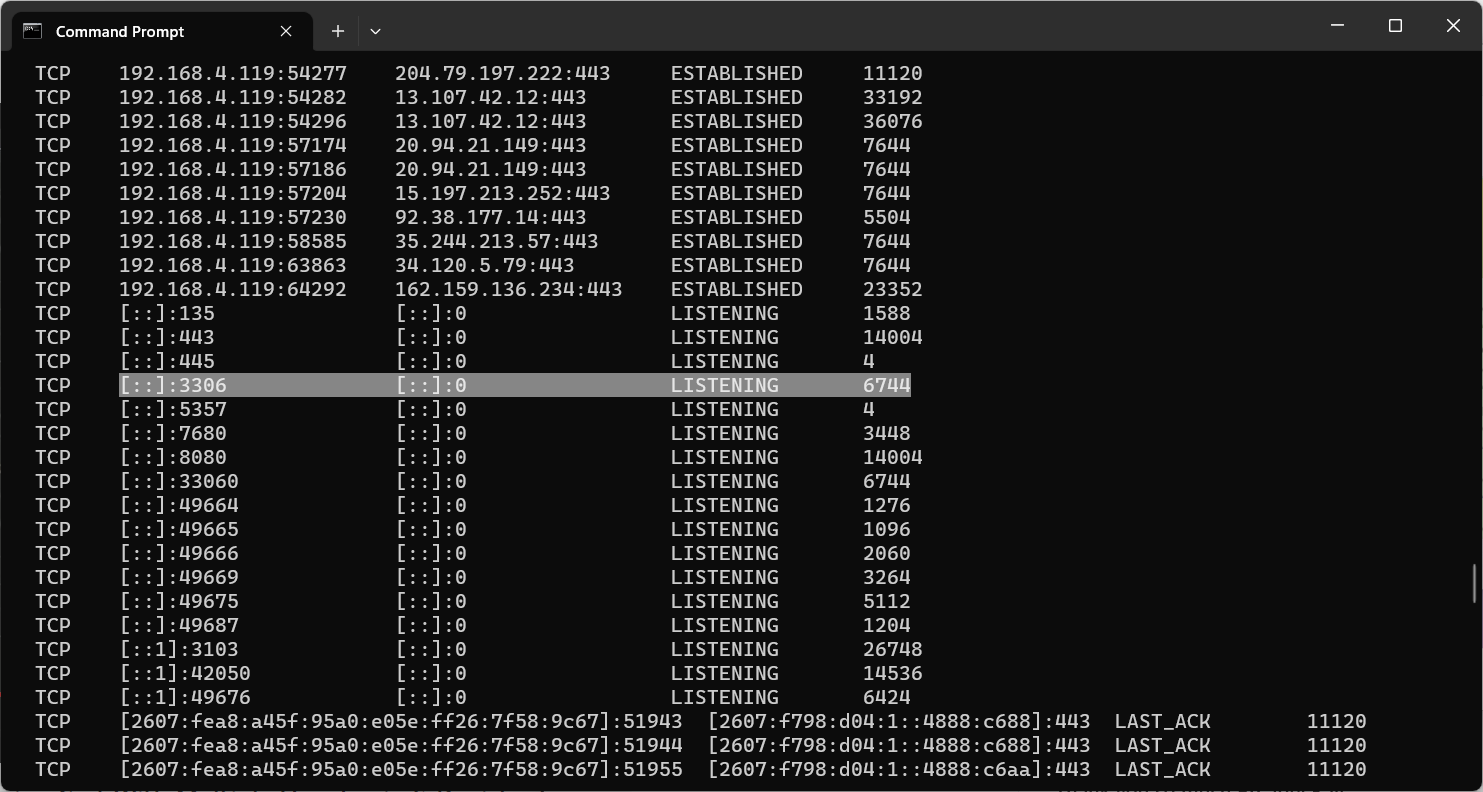 Command Prompt
TCP 192.168.4.119:54277 204.79.197.222:443 ESTABLISHED 11120
TCP 192.168.4.119:54282 13.107.42.12:443 ESTABLISHED 33192
TCP 192.168.4.119:54296 13.107.42.12:443 ESTABLISHED 36076
TCP 192.168.4.119:57174 20.94.21.149:443 ESTABLISHED 7644
TCP 192.168.4.119:57186 20.94.21.149:443 ESTABLISHED 7644
TCP 192.168.4.119:57204 15.197.213.252:443 ESTABLISHED 7644
TCP 192.168.4.119:57230 92.38.177.14:443 ESTABLISHED 5504
TCP 192.168.4.119:58585 35.244.213.57:443 ESTABLISHED 7644
TCP 192.168.4.119:63863 34.120.5.79:443 ESTABLISHED 7644
TCP 192.168.4.119:64292 162.159.136.234:443 ESTABLISHED 23352
TCP [::]:135 [::]:0 LISTENING 1588
TCP [::]:443 [::]:0 LISTENING 14004
TCP [::]:445 [::]:0 LISTENING 4
TCP [::]:3306 [::]:0 LISTENING 6744
TCP [::]:5357 [::]:0 LISTENING 4
TCP [::]:7680 [::]:0 LISTENING 3448
TCP [::]:8080 [::]:0 LISTENING 14004
TCP [::]:33060 [::]:0 LISTENING 6744
TCP [::]:49664 [::]:0 LISTENING 1276
TCP [::]:49665 [::]:0 LISTENING 1096
TCP [::]:49666 [::]:0 LISTENING 2060
TCP [::]:49669 [::]:0 LISTENING 3264
TCP [::]:49675 [::]:0 LISTENING 5112
TCP [::]:49687 [::]:0 LISTENING 1204
TCP [::1]:3103 [::]:0 LISTENING 26748
TCP [::1]:42050 [::]:0 LISTENING 14536
TCP [::1]:49676 [::]:0 LISTENING 6424
TCP [2607:fea8:a45f:95a0:e05e:ff26:7f58:9c67]:51943 [2607:f798:d04:1::4888:c688]:443 LAST_ACK 11120
TCP [2607:fea8:a45f:95a0:e05e:ff26:7f58:9c67]:51944 [2607:f798:d04:1::4888:c688]:443 LAST_ACK 11120
TCP [2607:fea8:a45f:95a0:e05e:ff26:7f58:9c67]:51955 [2607:f798:d04:1::4888:c6aa]:443 LAST_ACK 11120